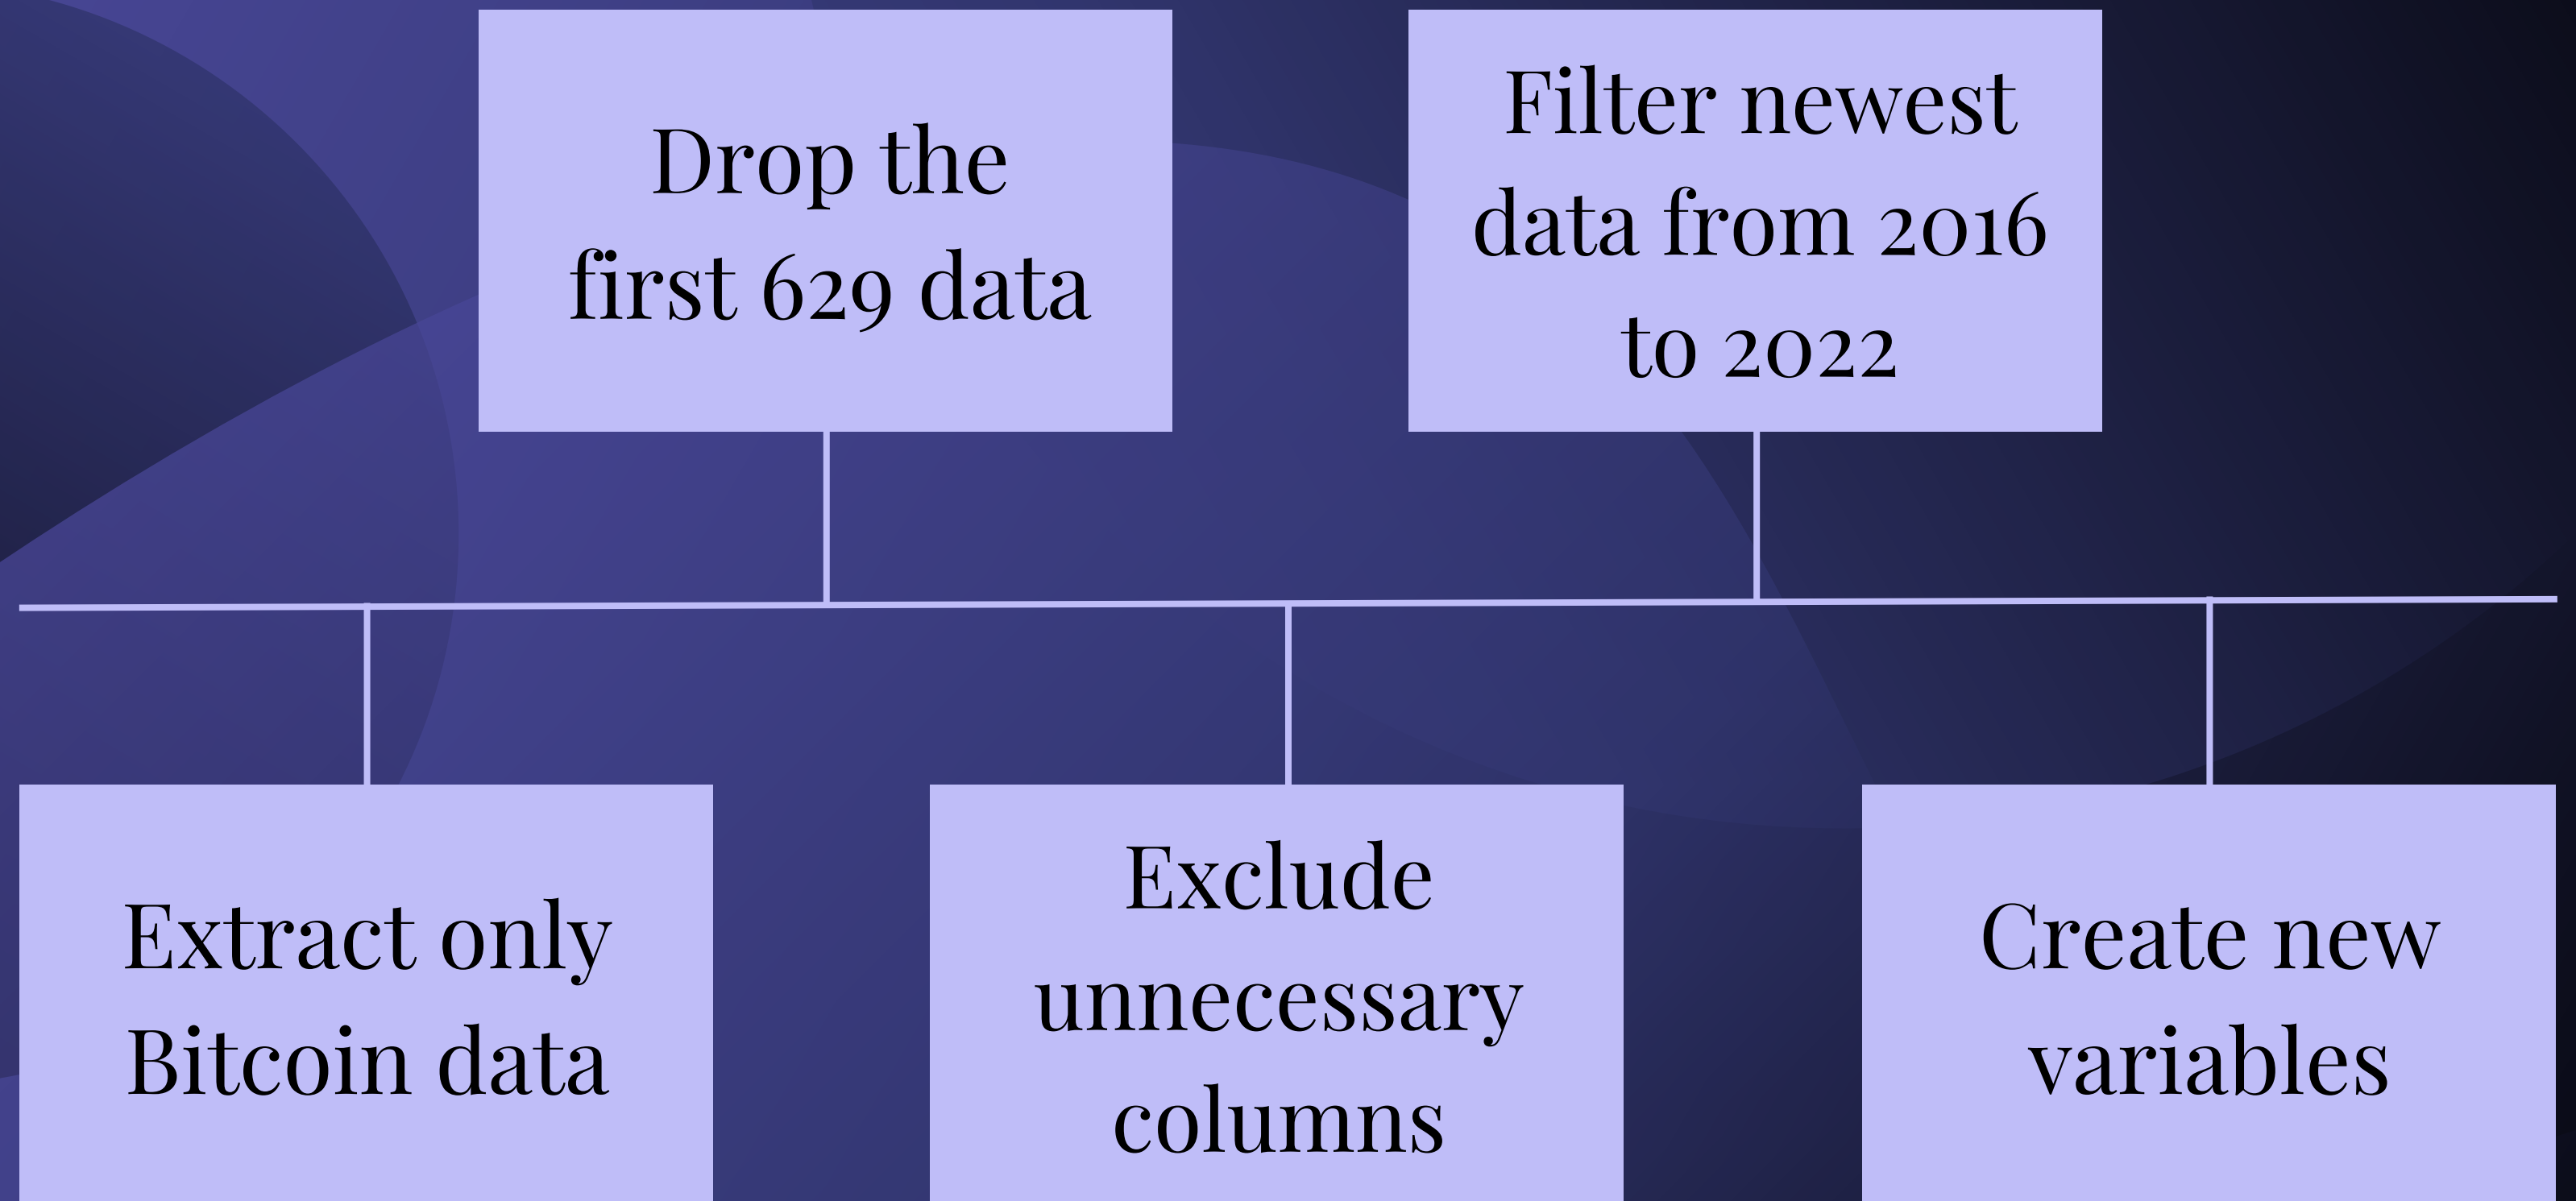 Drop the
first 629 data
Filter newest
data from 2016
to 2022
Extract only
Bitcoin data
Exclude
unnecessary
columns
Create new
variables